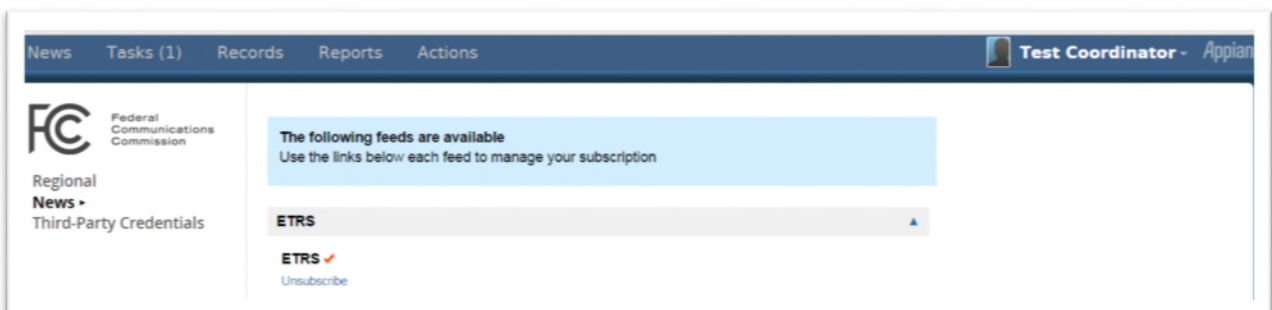 News Tasks (1) Records Reports Actions Test Coordinator Appian
FCC Federal
Communications
Commission
Regional
News
Third-Party Credentials
The following feeds are available
Use the links below each feed to manage your subscription
ETRS
ETRS
Unsubscribe